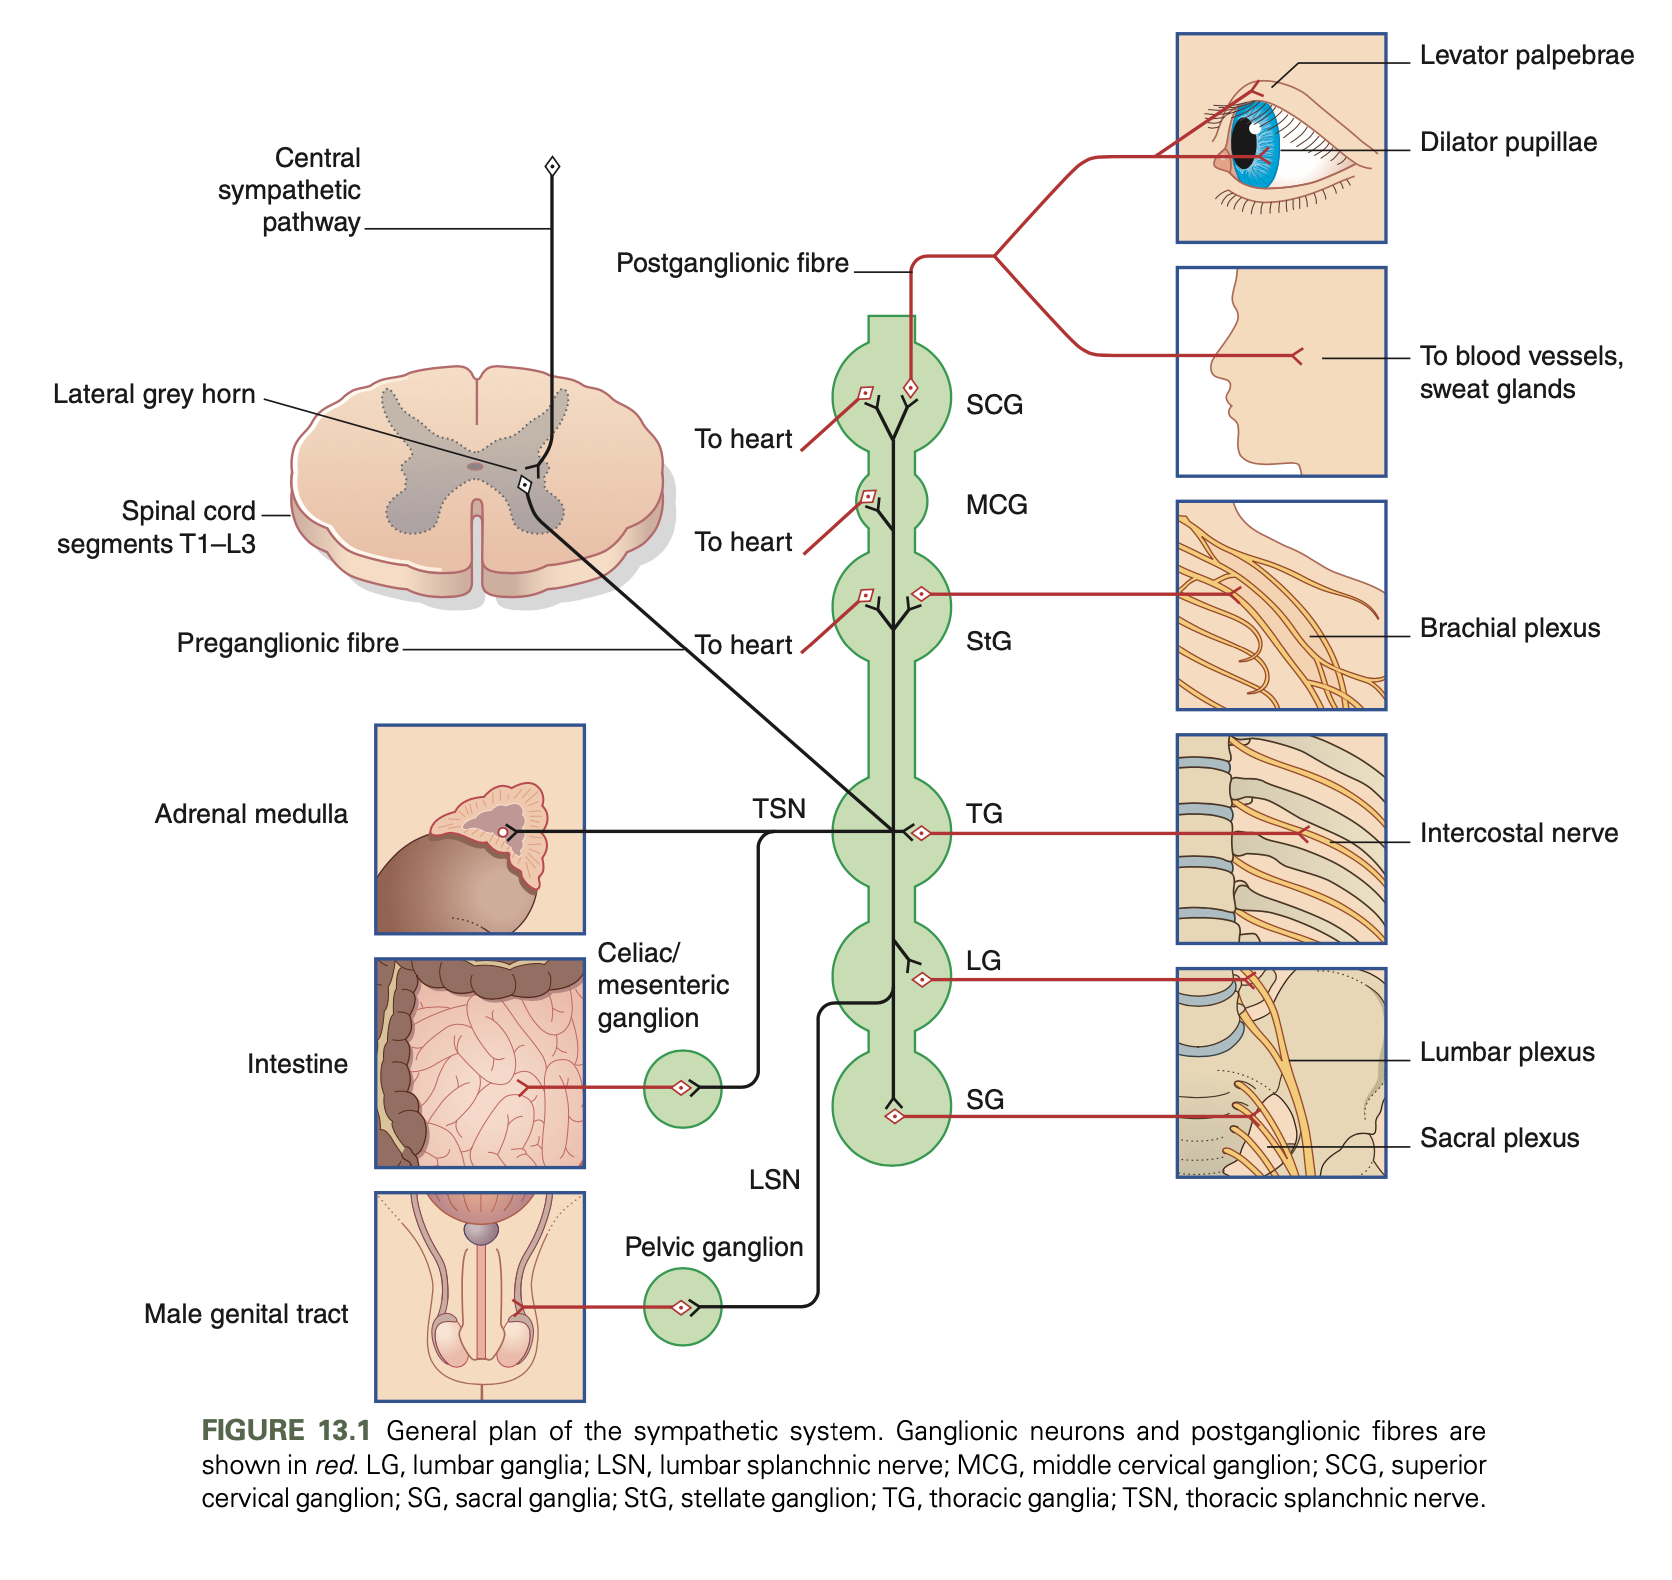 Levator palpebrae
Dilator pupillae
Central
sympathetic
pathway
Postganglionic fibre
To blood vessels,
sweat glands
Lateral grey horn
SCG
To heart
Spinal cord
segments T1–L3
MCG
To heart
Preganglionic fibre
To heart
StG
Brachial plexus
Adrenal medulla
TSN
TG
Intercostal nerve
Celiac/
mesenteric
ganglion
LG
Intestine
Lumbar plexus
SG
Sacral plexus
LSN
Pelvic ganglion
Male genital tract
FIGURE 13.1 General plan of the sympathetic system. Ganglionic neurons and postganglionic fibres are
shown in red. LG, lumbar ganglia; LSN, lumbar splanchnic nerve; MCG, middle cervical ganglion; SCG, superior
cervical ganglion; SG, sacral ganglia; StG, stellate ganglion; TG, thoracic ganglia; TSN, thoracic splanchnic nerve.